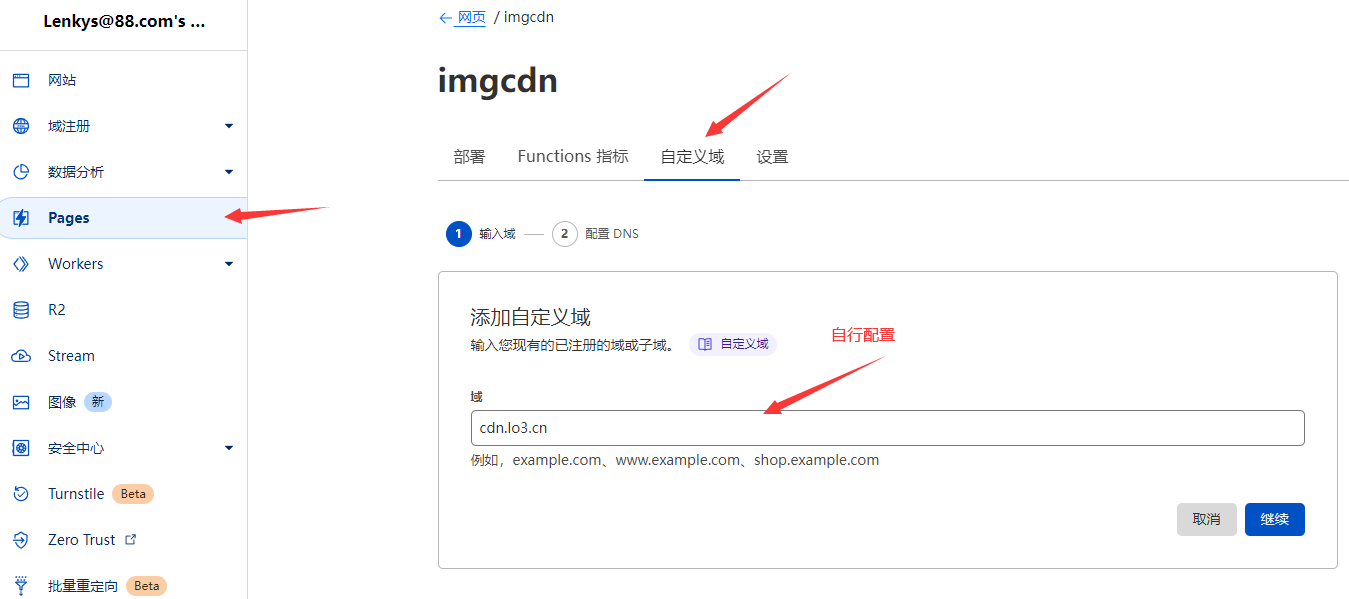 Lenkys@88.com's ...
网站
域注册
数据分析
Pages
Workers
R2
Stream
图像 新
安全中心
Turnstile Beta
Zero Trust
批量重定向 Beta
← 网页 / imgcdn
imgcdn
部署 Functions 指标 自定义域 设置
1 输入域 2 配置 DNS
添加自定义域
输入您现有的已注册的域或子域。 自定义域
自行配置
域
cdn.lo3.cn
例如，example.com、www.example.com、shop.example.com
取消 继续